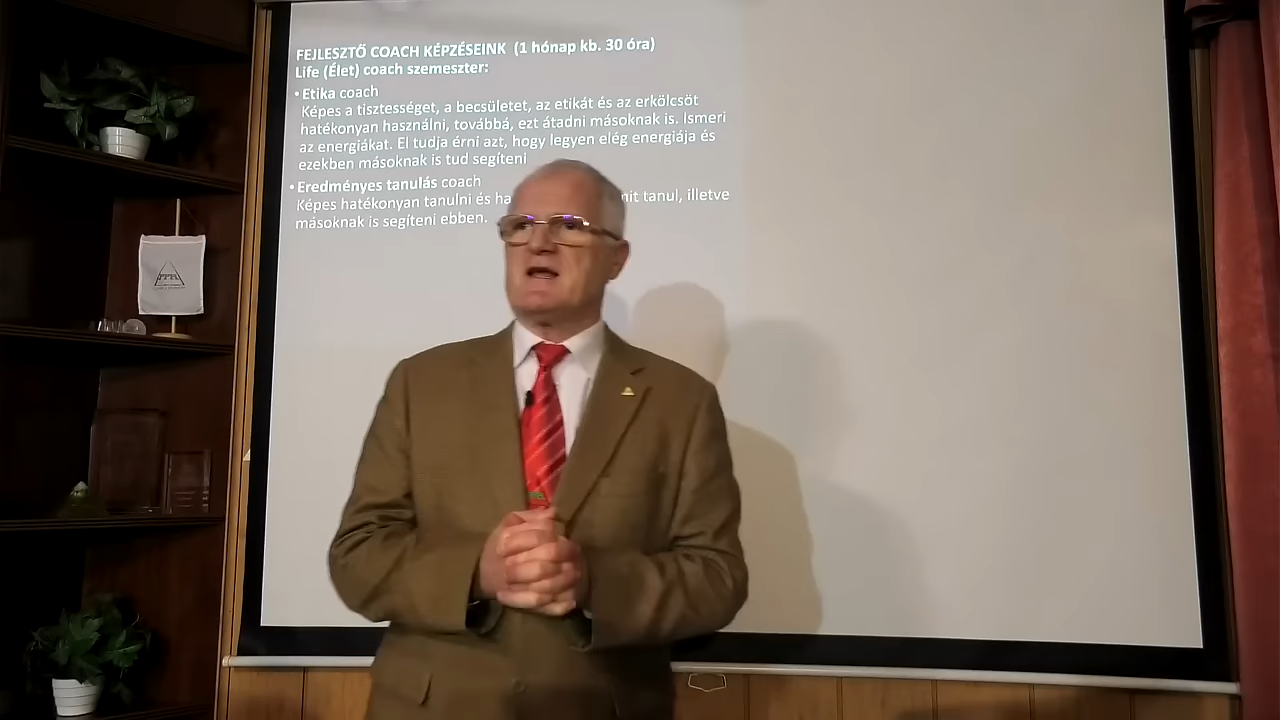 FEJLESZTŐ COACH KÉPZÉSEINK (1 hónap kb. 30 óra)
Life (Élet) coach szemeszter:
• Etika coach
Képes a tisztességet, a becsületet, az etikát és az erkölcsöt
hatékonyan használni, továbbá, ezt átadni másoknak is. Ismeri
az energiákat. El tudja érni azt, hogy legyen elég energiája és
ezekben másoknak is tud segíteni
• Eredményes tanulás coach
Képes hatékonyan tanulni és tanul, illetve
másoknak is segíteni ebben.